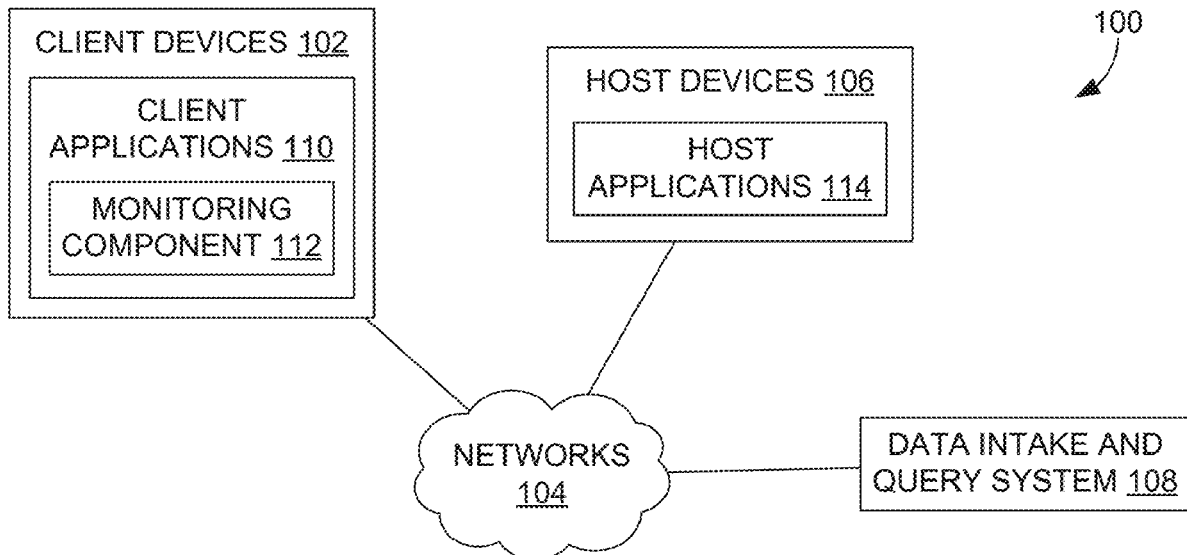 CLIENT DEVICES 102
CLIENT
APPLICATIONS 110
MONITORING
COMPONENT 112
HOST DEVICES 106
HOST
APPLICATIONS 114
100
NETWORKS
104
DATA INTAKE AND
QUERY SYSTEM 108